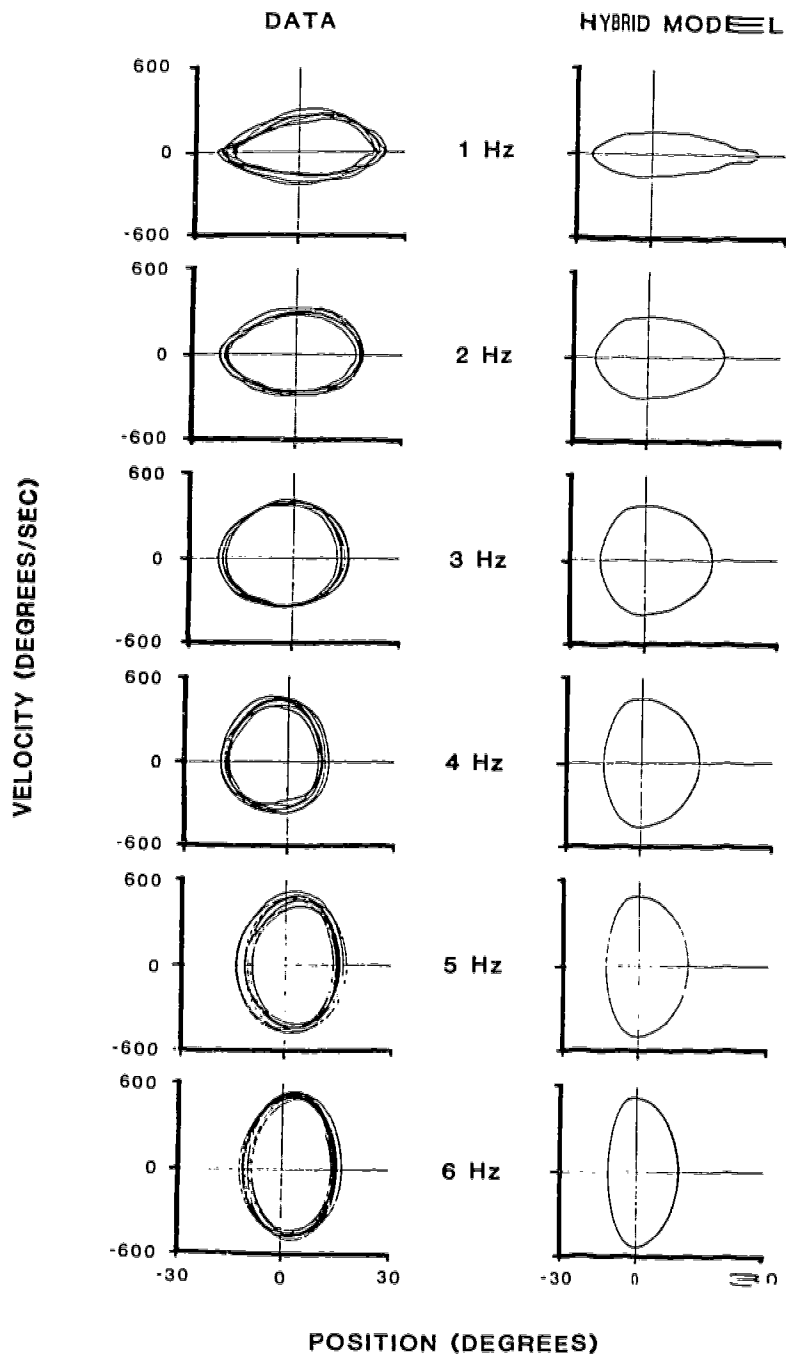 DATA HYBRID MODEL
600
0 1 Hz
-600
600
0 2 Hz
-600
600
0 3 Hz
-600
600
0 4 Hz
-600
600
0 5 Hz
-600
600
0 6 Hz
-600
-30 0 30 -30 0
VELOCITY (DEGREES/SEC)
POSITION (DEGREES)